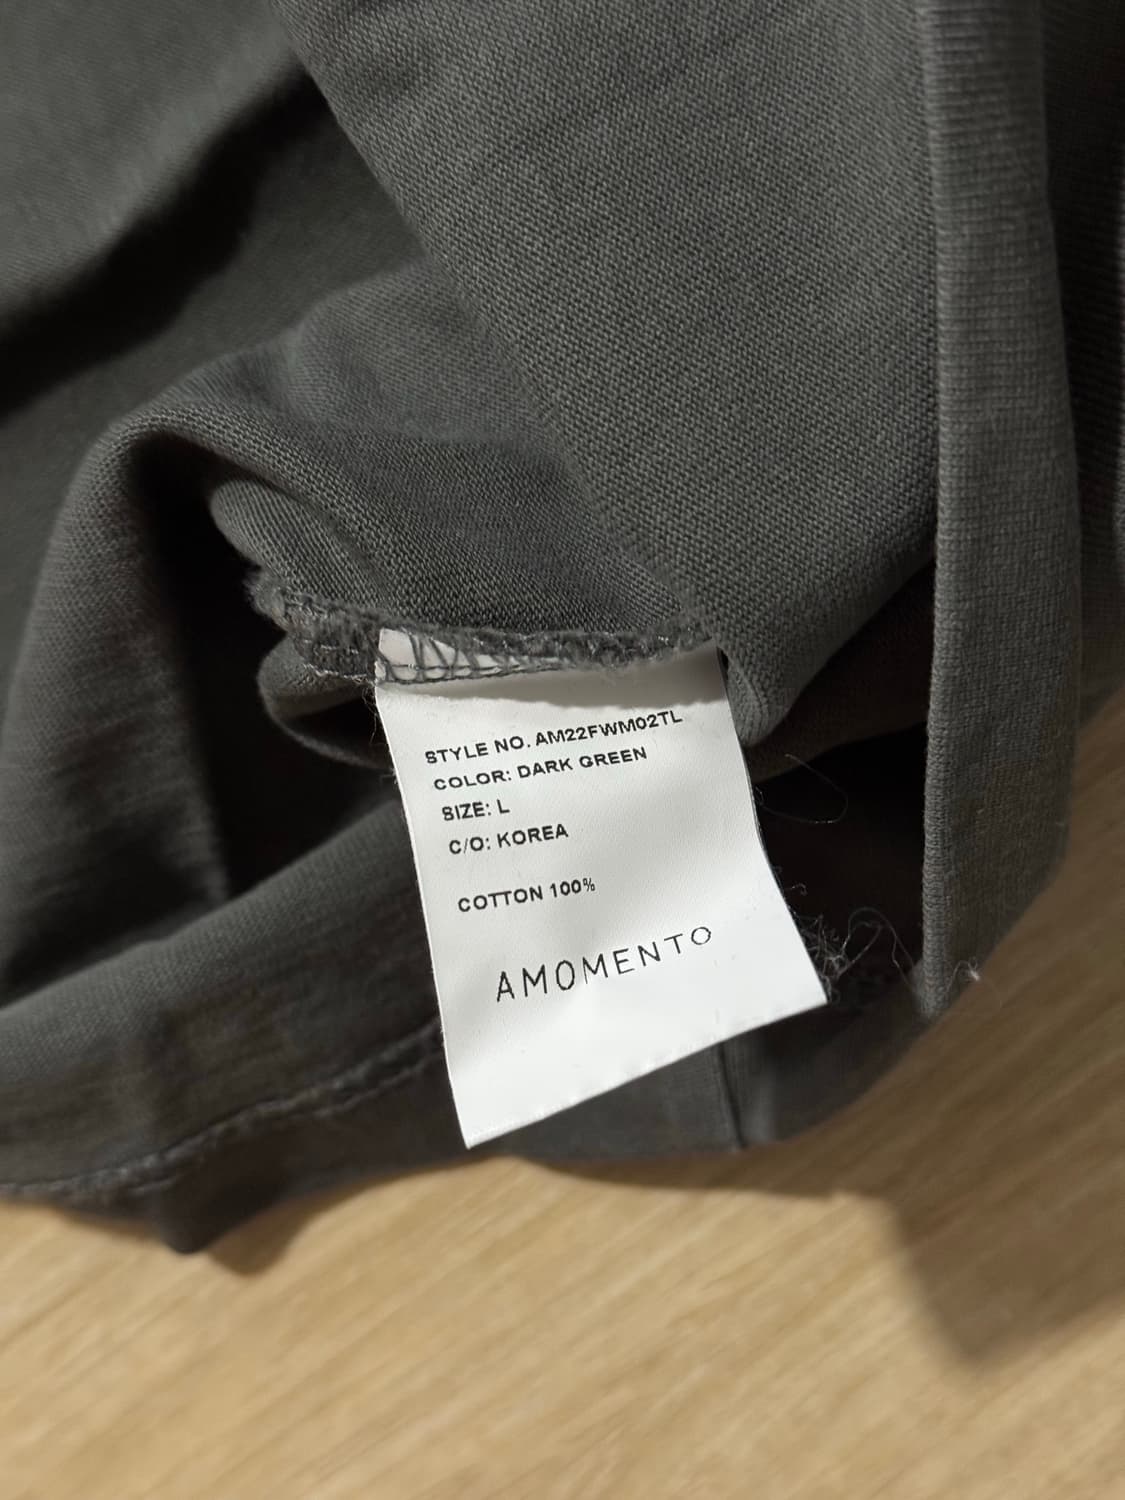 STYLE NO. AM22FWM02TL
COLOR: DARK GREEN
SIZE: L
C/O: KOREA
COTTON 100%
AMOMENTO